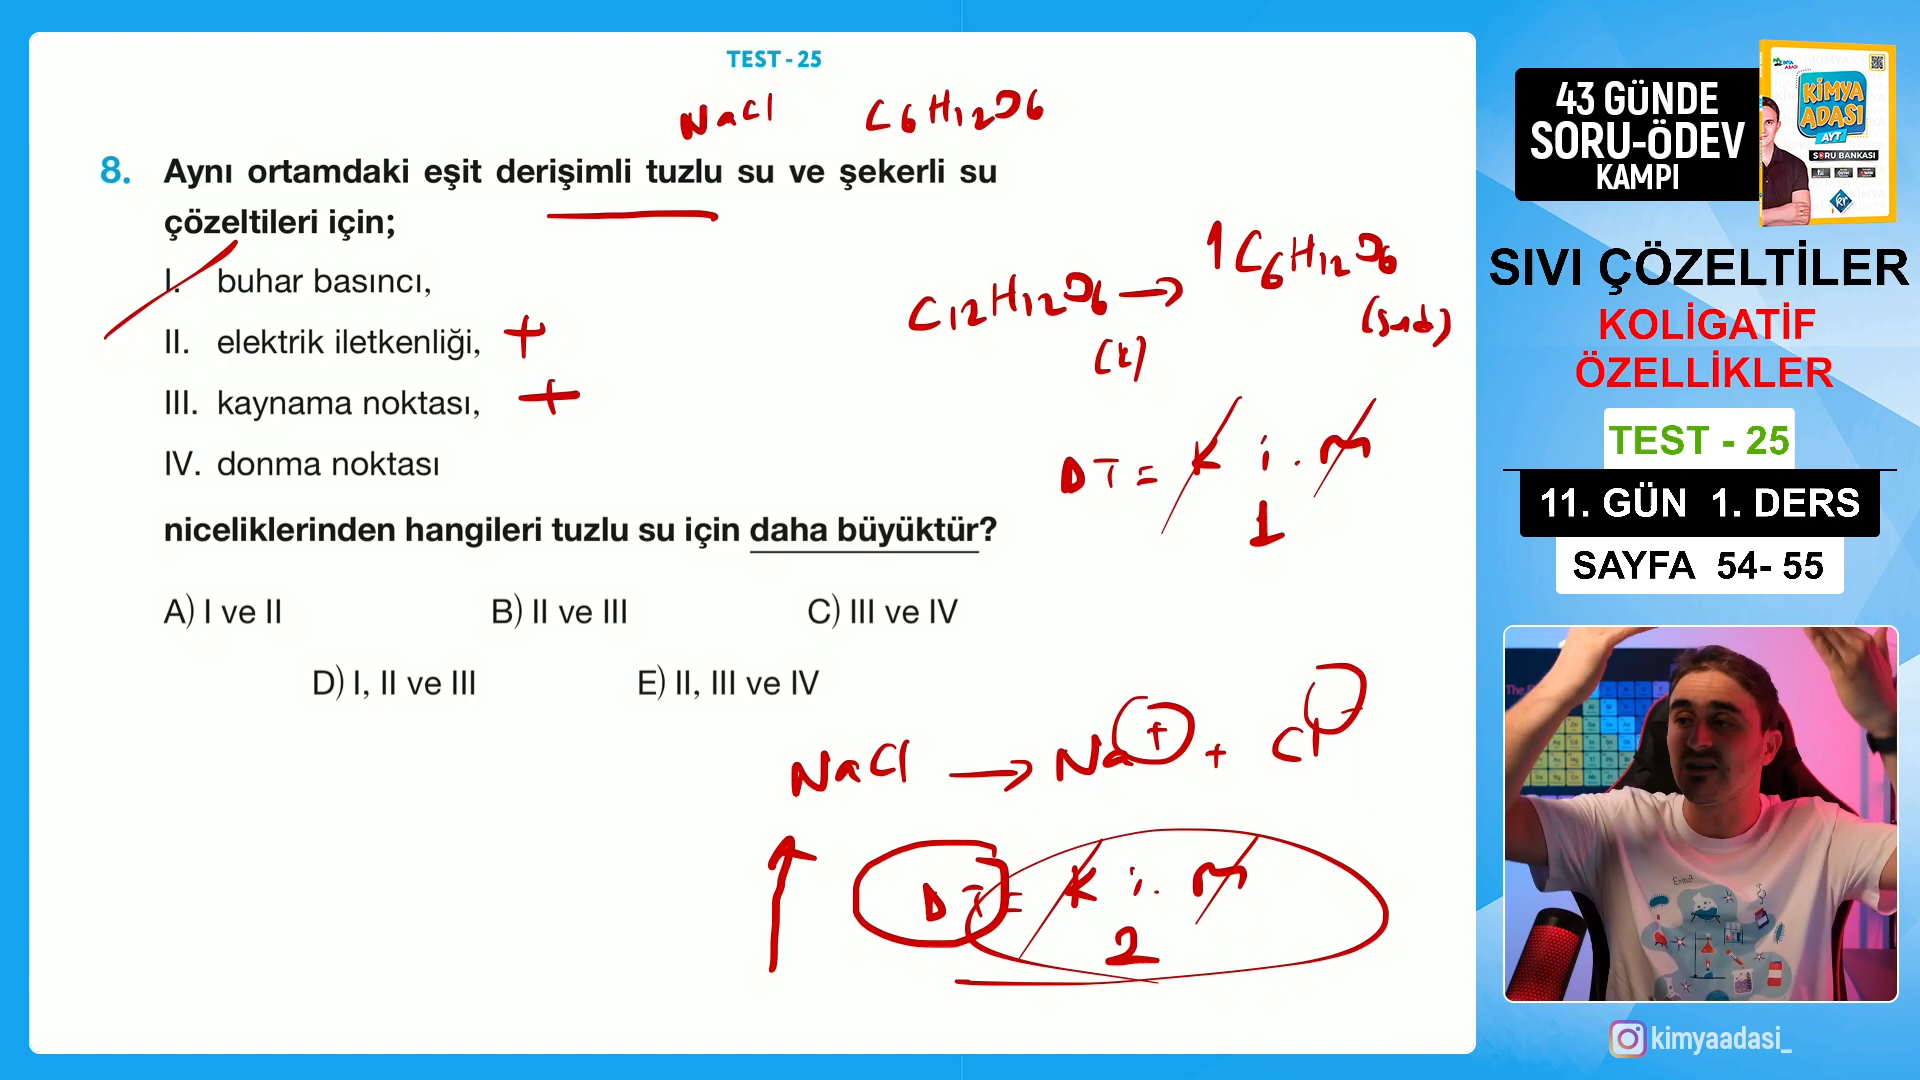 TEST - 25
NaCl C6H12O6
8. Aynı ortamdaki eşit derişimli tuzlu su ve şekerli su
çözeltileri için;
I. buhar basıncı,
II. elektrik iletkenliği, +
III. kaynama noktası, +
IV. donma noktası
niceliklerinden hangileri tuzlu su için daha büyüktür?
A) I ve II B) II ve III C) III ve IV
D) I, II ve III E) II, III ve IV
C12H12O6 → 1C6H12O6
(k) (suda)
DT = K i . m
1
NaCl → Na+ + Cl-
DT = K i . m
2
43 GÜNDE
SORU-ÖDEV
KAMPI
KİMYA
ADASI
AYT
SORU BANKASI
kr
SIVI ÇÖZELTİLER
KOLİGATİF
ÖZELLİKLER
TEST - 25
11. GÜN 1. DERS
SAYFA 54- 55
kimyaadasi_